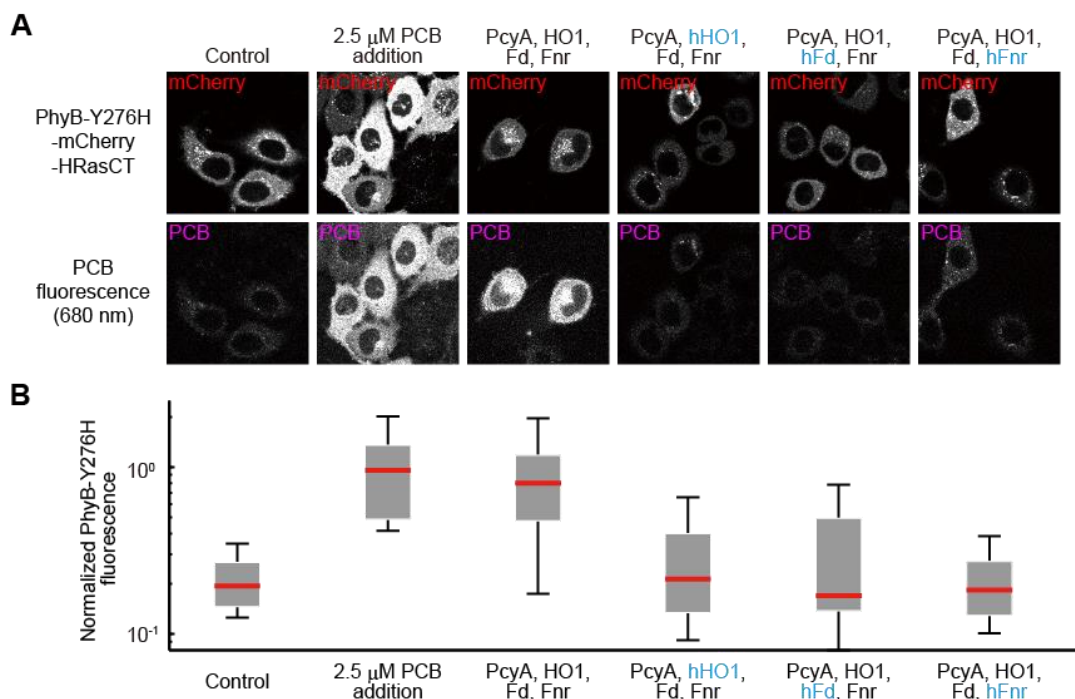 A
Control
2.5 μM PCB
addition
PcyA, HO1,
Fd, Fnr
PcyA, hHO1,
Fd, Fnr
PcyA, HO1,
hFd, Fnr
PcyA, HO1,
Fd, hFnr
PhyB-Y276H
-mCherry
-HRasCT
mCherry
mCherry
mCherry
mCherry
mCherry
mCherry
PCB
fluorescence
(680 nm)
PCB
PCB
PCB
PCB
PCB
PCB
B
Normalized PhyB-Y276H
fluorescence
10⁰
10⁻¹
Control
2.5 μM PCB
addition
PcyA, HO1,
Fd, Fnr
PcyA, hHO1,
Fd, Fnr
PcyA, HO1,
hFd, Fnr
PcyA, HO1,
Fd, hFnr